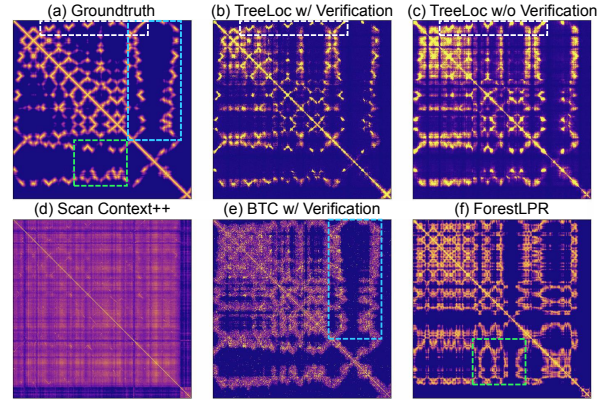 (a) Groundtruth
(b) TreeLoc w/ Verification
(c) TreeLoc w/o Verification
(d) Scan Context++
(e) BTC w/ Verification
(f) ForestLPR